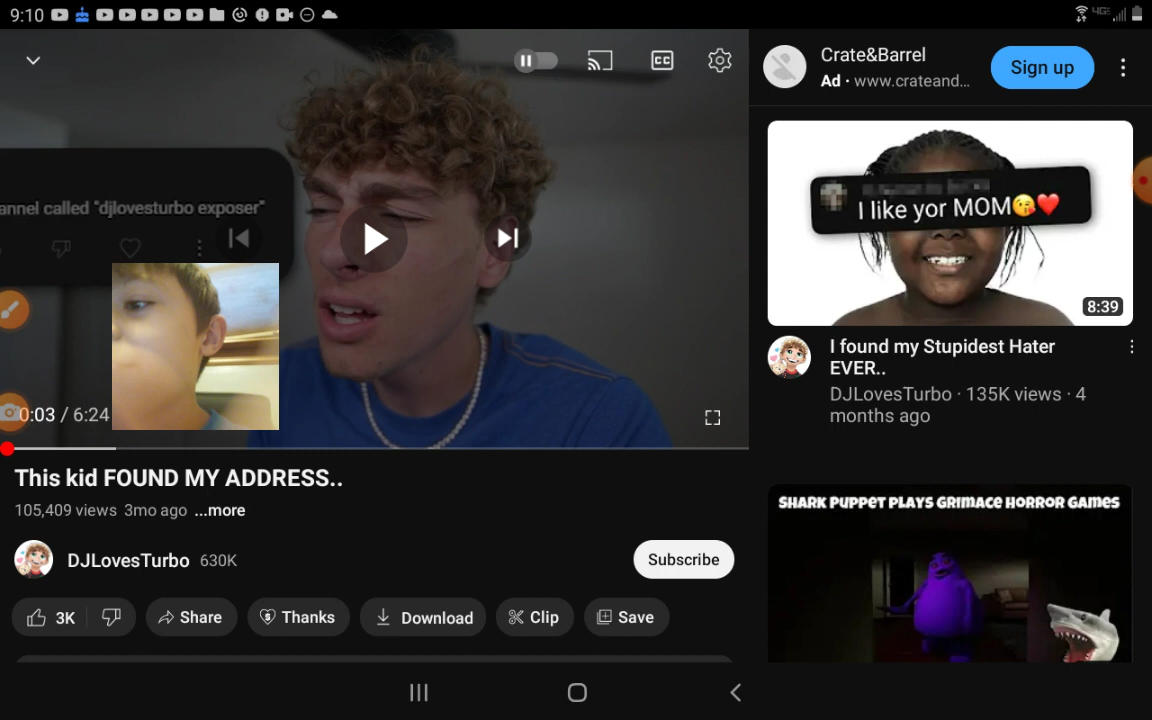 9:10
4GE
Crate&Barrel
Ad · www.crateand…
Sign up
CC
annel called "djlovesturbo exposer"
I like yor MOM😘❤️
8:39
0:03 / 6:24
I found my Stupidest Hater
EVER..
DJLovesTurbo · 135K views · 4
months ago
This kid FOUND MY ADDRESS..
105,409 views 3mo ago ...more
DJLovesTurbo 630K
Subscribe
3K
Share
Thanks
Download
Clip
Save
SHARK PUPPET PLAYS GRIMACE HORROR GAMES